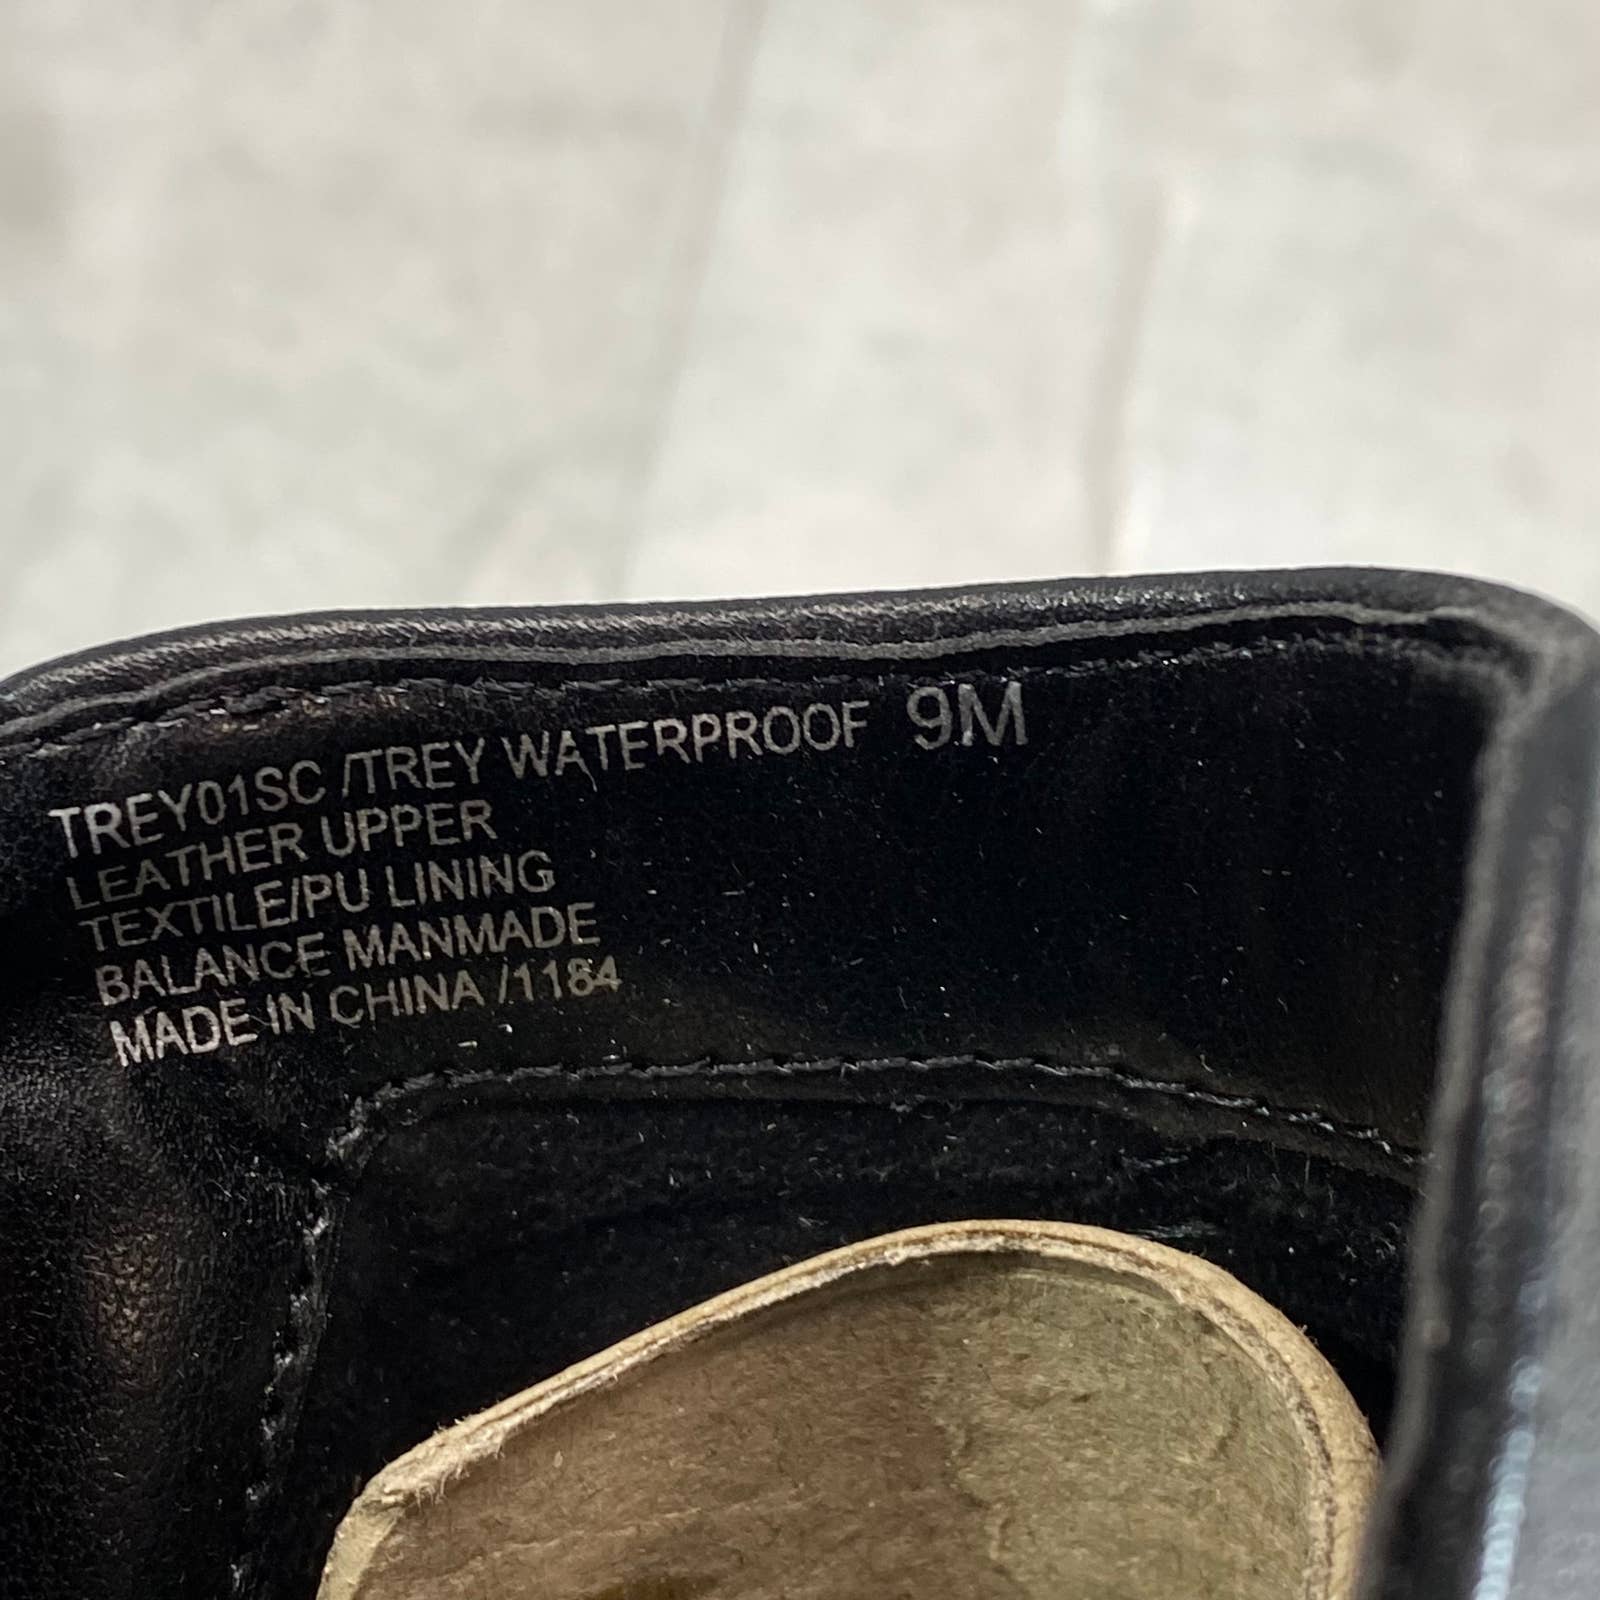 TREY01SC /TREY WATERPROOF 9M
LEATHER UPPER
TEXTILE/PU LINING
BALANCE MANMADE
MADE IN CHINA /1184